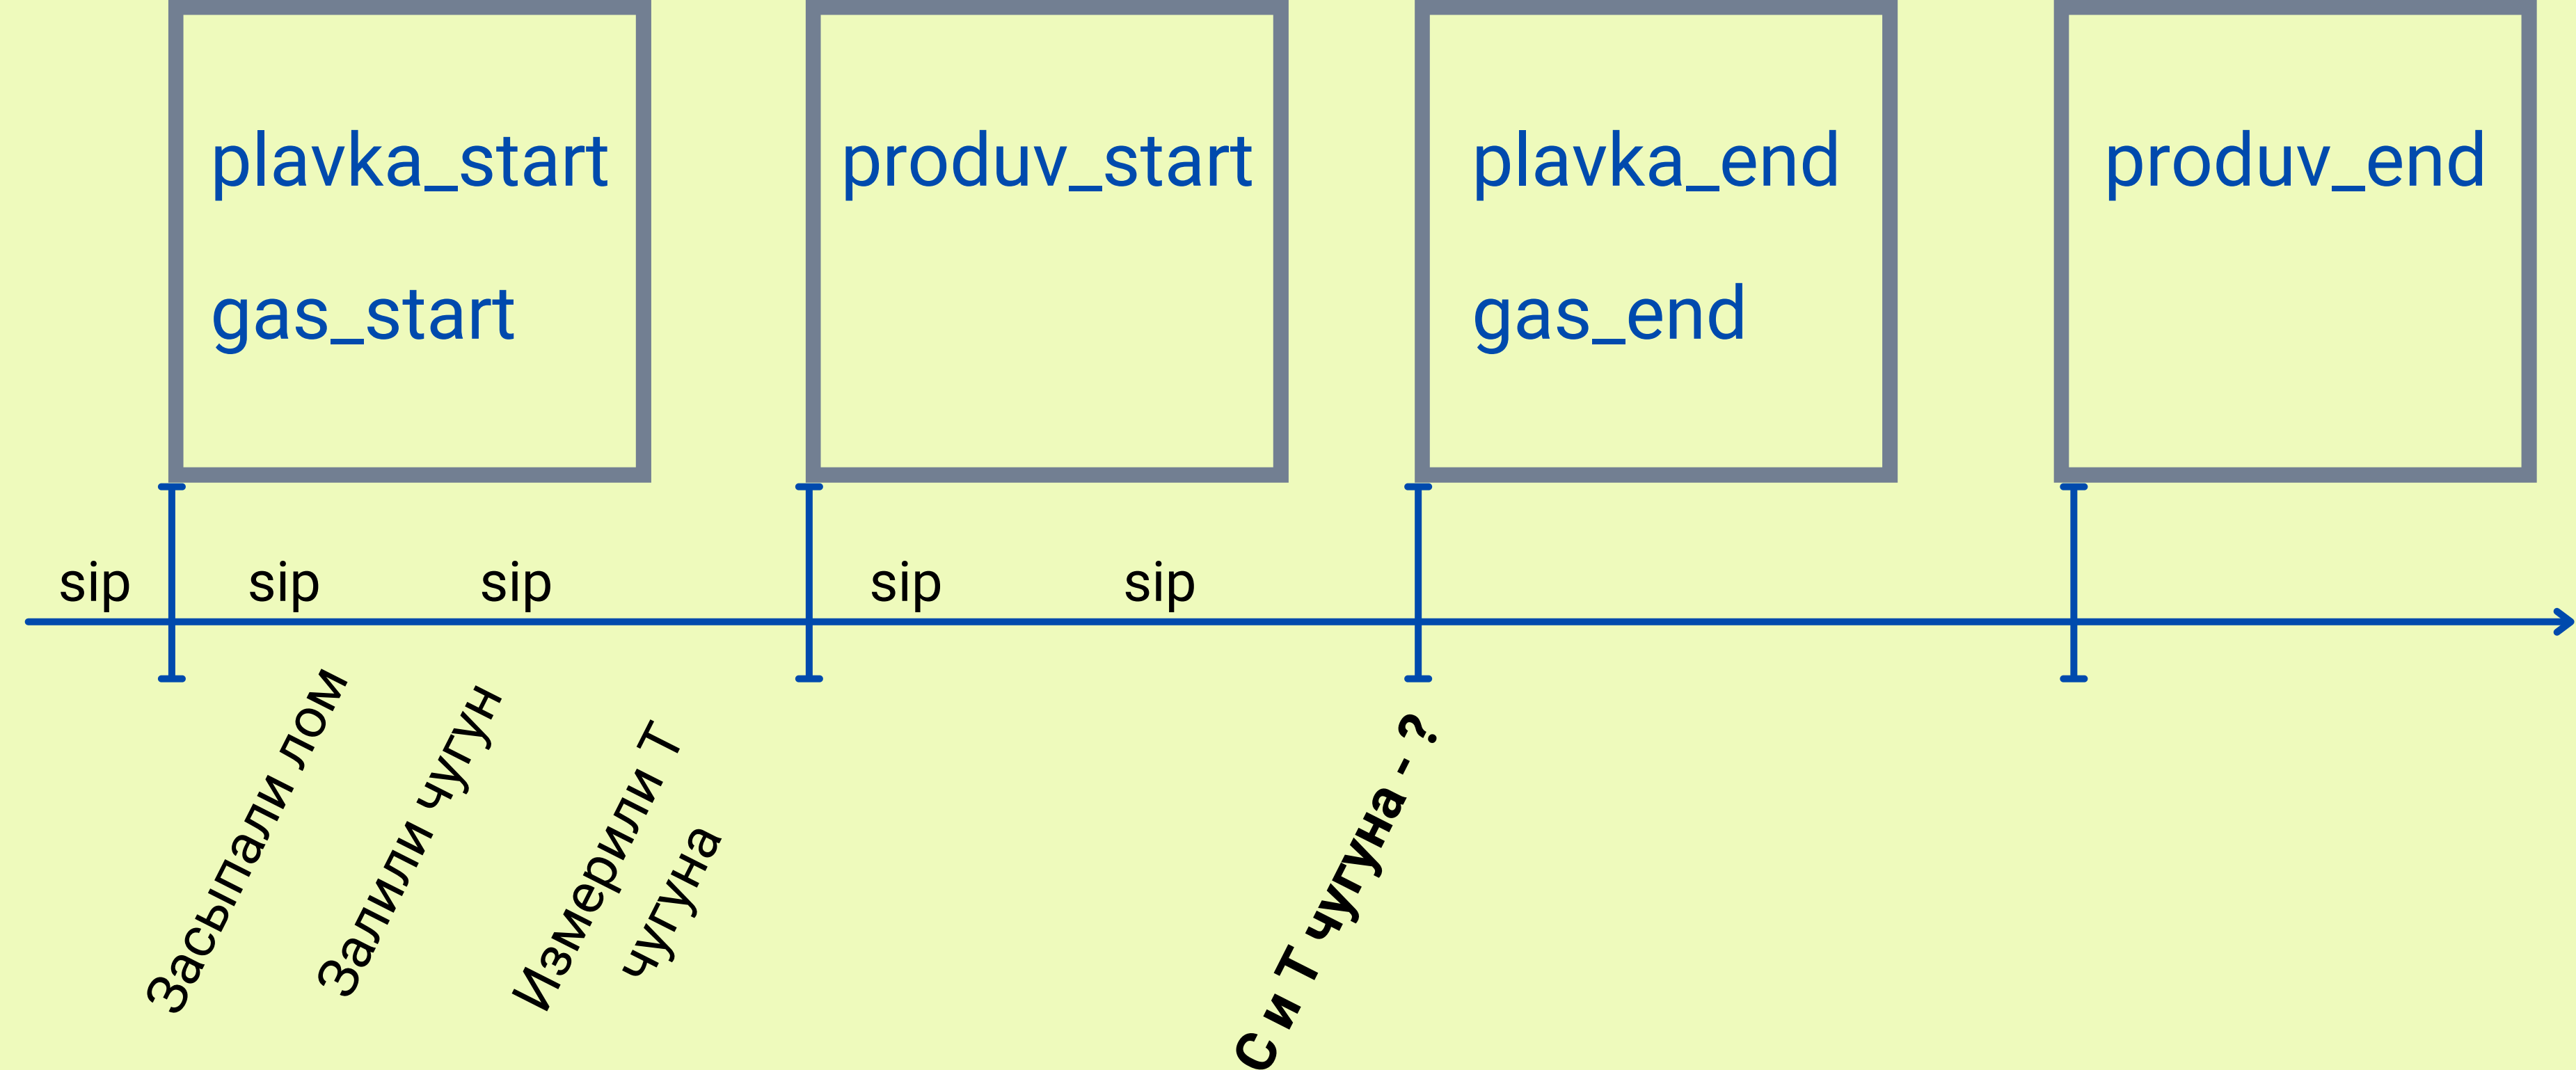 plavka_start
gas_start
produv_start
plavka_end
gas_end
produv_end
sip
sip
sip
sip
sip
Засыпали лом
Залили чугун
Измерили Т
чугуна
С и Т чугуна - ?